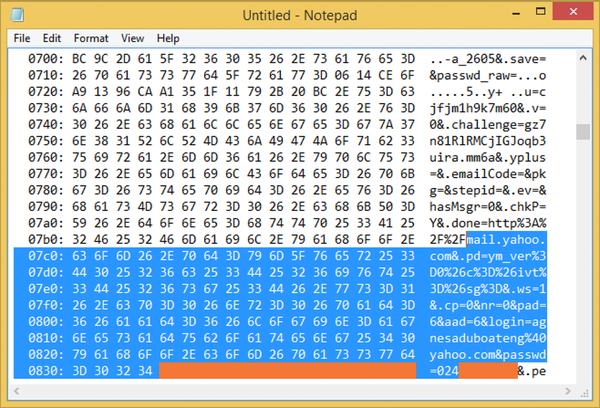 Untitled - Notepad
File Edit Format View Help
0700: BC 9C 2D 61 5F 32 36 30 35 26 2E 73 61 76 65 3D ..-a_2605&.save=
0710: 26 70 61 73 73 77 64 5F 72 61 77 3D 06 14 CE 6F &passwd_raw=...o
0720: A9 13 96 CA A1 35 1F 11 79 2B 20 BC 2E 75 3D 63 .....5..y+ ..u=c
0730: 6A 66 6A 6D 31 68 39 6B 37 6D 36 30 26 2E 76 3D jfjm1h9k7m60&.v=
0740: 30 26 2E 63 68 61 6C 6C 65 6E 67 65 3D 67 7A 37 0&.challenge=gz7
0750: 6E 38 31 52 6C 52 4D 43 6A 49 47 4A 6F 71 62 33 n81RlRMCjIGJoqb3
0760: 75 69 72 61 2E 6D 6D 36 61 26 2E 79 70 6C 75 73 uira.mm6a&.yplus
0770: 3D 26 2E 65 6D 61 69 6C 43 6F 64 65 3D 26 70 6B =&.emailCode=&pk
0780: 67 3D 26 73 74 65 70 69 64 3D 26 2E 65 76 3D 26 g=&stepid=&.ev=&
0790: 68 61 73 4D 73 67 72 3D 30 26 2E 63 68 6B 50 3D hasMsgr=0&.chkP=
07a0: 59 26 2E 64 6F 6E 65 3D 68 74 74 70 25 33 41 25 Y&.done=http%3A%
07b0: 32 46 25 32 46 6D 61 69 6C 2E 79 61 68 6F 6F 2E 2F%2Fmail.yahoo.
07c0: 63 6F 6D 26 2E 70 64 3D 79 6D 5F 76 65 72 25 33 com&.pd=ym_ver%3
07d0: 44 30 25 32 36 63 25 33 44 25 32 36 69 76 74 25 D0%26c%3D%26ivt%
07e0: 33 44 25 32 36 73 67 25 33 44 26 2E 77 73 3D 31 3D%26sg%3D&.ws=1
07f0: 26 2E 63 70 3D 30 26 6E 72 3D 30 26 70 61 64 3D &.cp=0&nr=0&pad=
0800: 36 26 61 61 64 3D 36 26 6C 6F 67 69 6E 3D 61 67 6&aad=6&login=ag
0810: 6E 65 73 61 64 75 62 6F 61 74 65 6E 67 25 34 30 nesaduboateng%40
0820: 79 61 68 6F 6F 2E 63 6F 6D 26 70 61 73 73 77 64 yahoo.com&passwd
0830: 3D 30 32 34 =024 &.pe